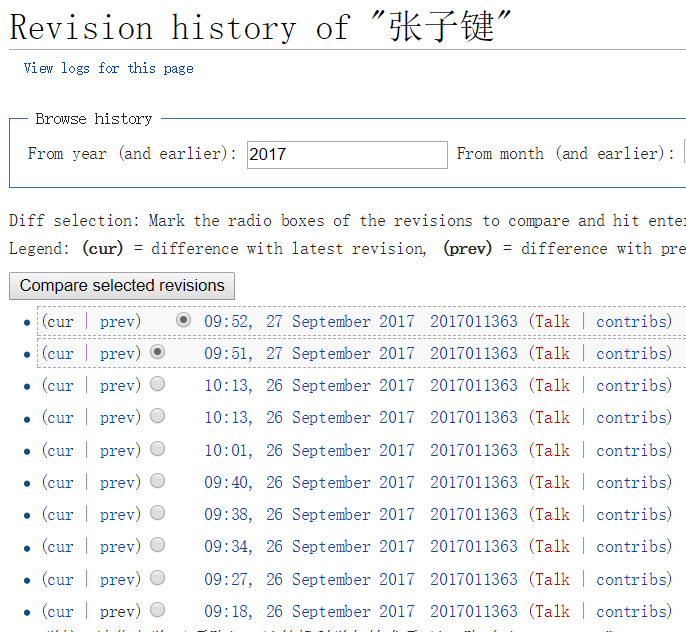 Revision history of "张子键"
View logs for this page
Browse history
From year (and earlier): 2017 From month (and earlier):
Diff selection: Mark the radio boxes of the revisions to compare and hit enter
Legend: (cur) = difference with latest revision, (prev) = difference with pre
Compare selected revisions
(cur | prev) 09:52, 27 September 2017 2017011363 (Talk | contribs)
(cur | prev) 09:51, 27 September 2017 2017011363 (Talk | contribs)
(cur | prev) 10:13, 26 September 2017 2017011363 (Talk | contribs)
(cur | prev) 10:13, 26 September 2017 2017011363 (Talk | contribs)
(cur | prev) 10:01, 26 September 2017 2017011363 (Talk | contribs)
(cur | prev) 09:40, 26 September 2017 2017011363 (Talk | contribs)
(cur | prev) 09:38, 26 September 2017 2017011363 (Talk | contribs)
(cur | prev) 09:34, 26 September 2017 2017011363 (Talk | contribs)
(cur | prev) 09:27, 26 September 2017 2017011363 (Talk | contribs)
(cur | prev) 09:18, 26 September 2017 2017011363 (Talk | contribs)